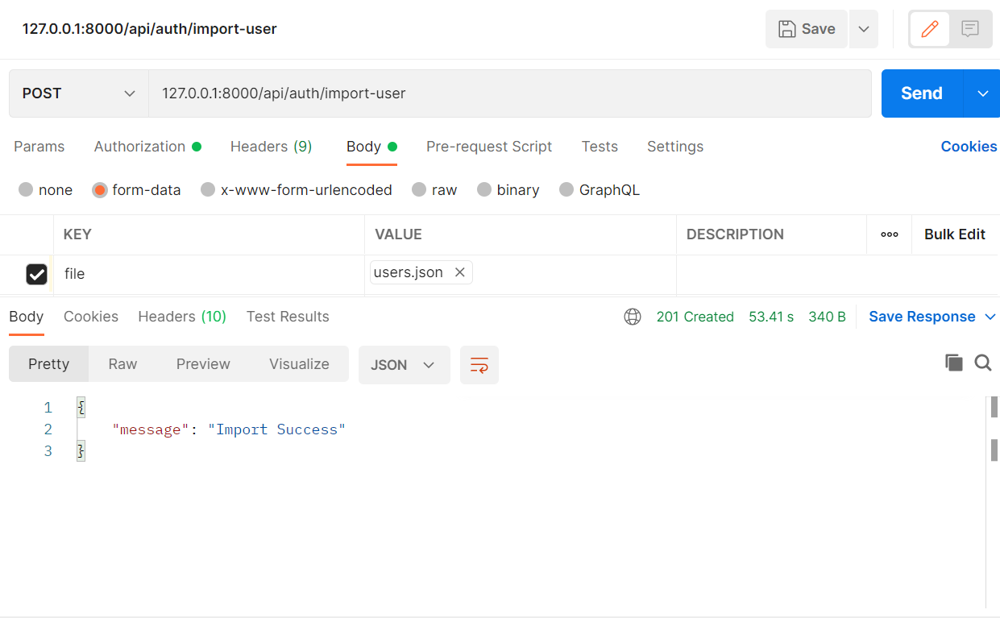 127.0.0.1:8000/api/auth/import-user Save
POST 127.0.0.1:8000/api/auth/import-user Send
Params Authorization Headers (9) Body Pre-request Script Tests Settings Cookies
none form-data x-www-form-urlencoded raw binary GraphQL
KEY VALUE DESCRIPTION Bulk Edit
file users.json
Body Cookies Headers (10) Test Results 201 Created 53.41 s 340 B Save Response
Pretty Raw Preview Visualize JSON
1 {
2 "message": "Import Success"
3 }